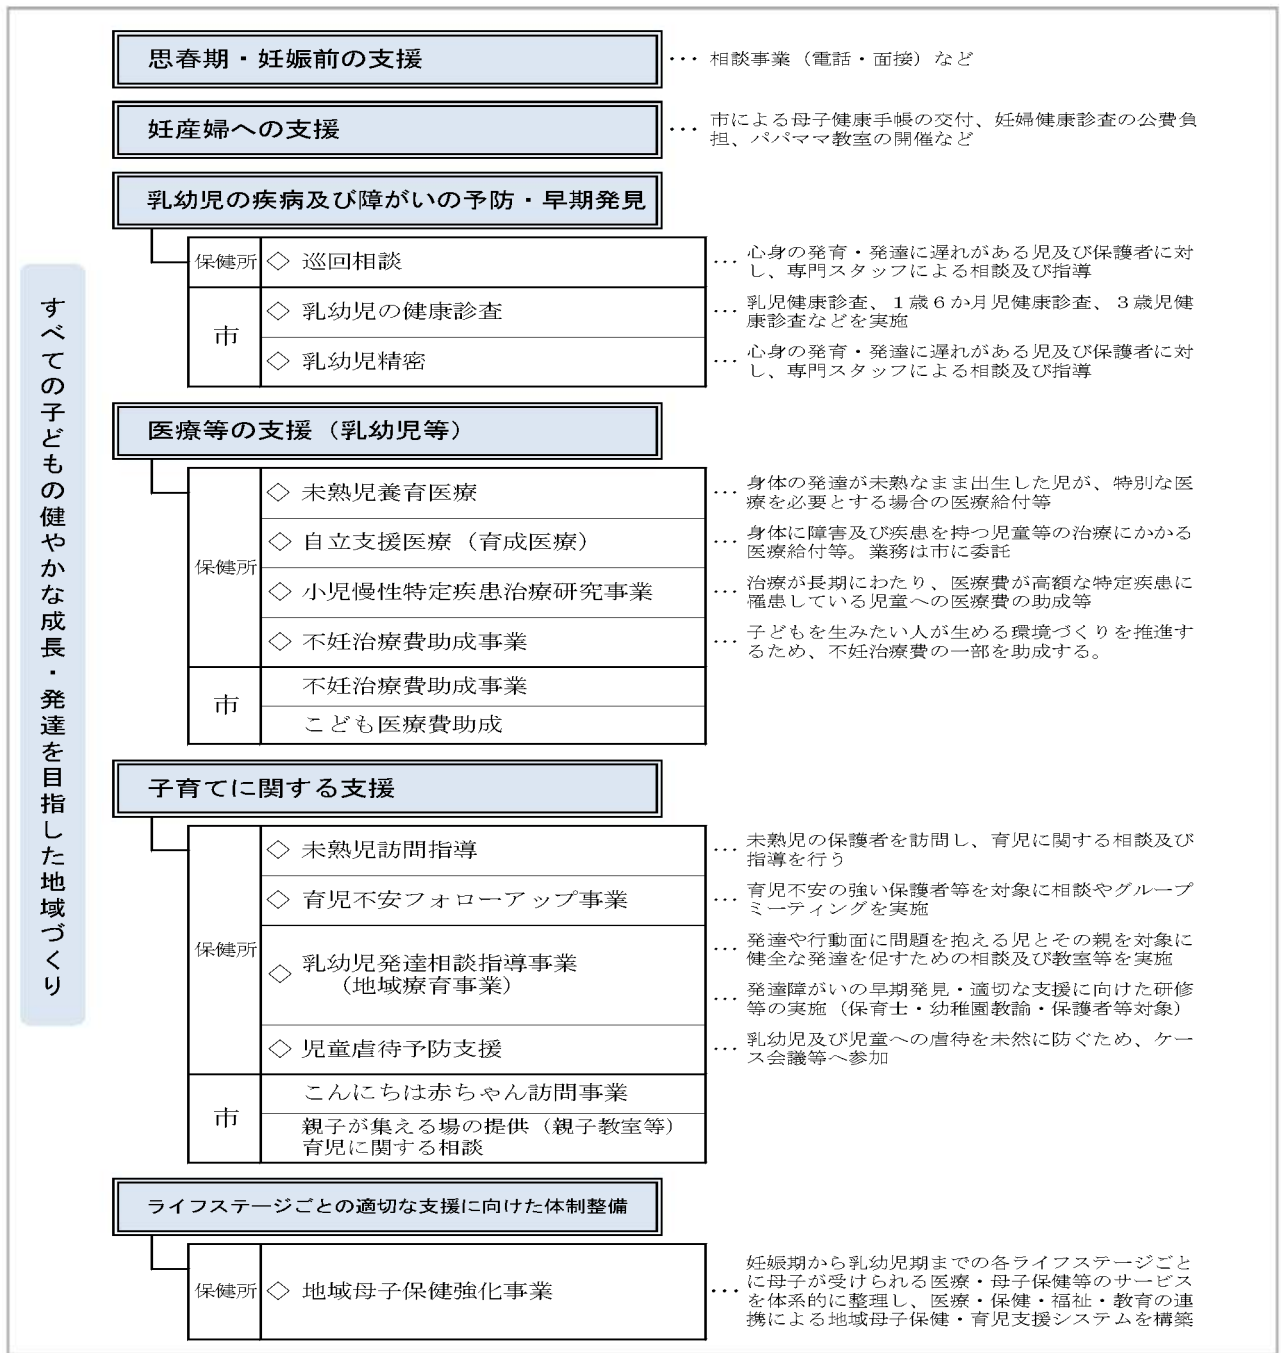 すべての子どもの健やかな成長・発達を目指した地域づくり
思春期・妊娠前の支援
… 相談事業（電話・面接）など
妊産婦への支援
… 市による母子健康手帳の交付、妊婦健康診査の公費負
担、パパママ教室の開催など
乳幼児の疾病及び障がいの予防・早期発見
保健所
◇ 巡回相談
… 心身の発育・発達に遅れがある児及び保護者に対
し、専門スタッフによる相談及び指導
市
◇ 乳幼児の健康診査
… 乳児健康診査、１歳６か月児健康診査、３歳児健
康診査などを実施
◇ 乳幼児精密
… 心身の発育・発達に遅れがある児及び保護者に対
し、専門スタッフによる相談及び指導
医療等の支援（乳幼児等）
保健所
◇ 未熟児養育医療
… 身体の発達が未熟なまま出生した児が、特別な医
療を必要とする場合の医療給付等
◇ 自立支援医療（育成医療）
… 身体に障害及び疾患を持つ児童等の治療にかかる
医療給付等。業務は市に委託
◇ 小児慢性特定疾患治療研究事業
… 治療が長期にわたり、医療費が高額な特定疾患に
罹患している児童への医療費の助成等
◇ 不妊治療費助成事業
… 子どもを生みたい人が生める環境づくりを推進す
るため、不妊治療費の一部を助成する。
市
不妊治療費助成事業
こども医療費助成
子育てに関する支援
保健所
◇ 未熟児訪問指導
… 未熟児の保護者を訪問し、育児に関する相談及び
指導を行う
◇ 育児不安フォローアップ事業
… 育児不安の強い保護者等を対象に相談やグループ
ミーティングを実施
◇ 乳幼児発達相談指導事業
（地域療育事業）
… 発達や行動面に問題を抱える児とその親を対象に
健全な発達を促すための相談及び教室等を実施
… 発達障がいの早期発見・適切な支援に向けた研修
等の実施（保育士・幼稚園教諭・保護者等対象）
◇ 児童虐待予防支援
… 乳幼児及び児童への虐待を未然に防ぐため、ケー
ス会議等へ参加
市
こんにちは赤ちゃん訪問事業
親子が集える場の提供（親子教室等）
育児に関する相談
ライフステージごとの適切な支援に向けた体制整備
保健所
◇ 地域母子保健強化事業
… 妊娠期から乳幼児期までの各ライフステージごと
に母子が受けられる医療・母子保健等のサービス
を体系的に整理し、医療・保健・福祉・教育の連
携による地域母子保健・育児支援システムを構築